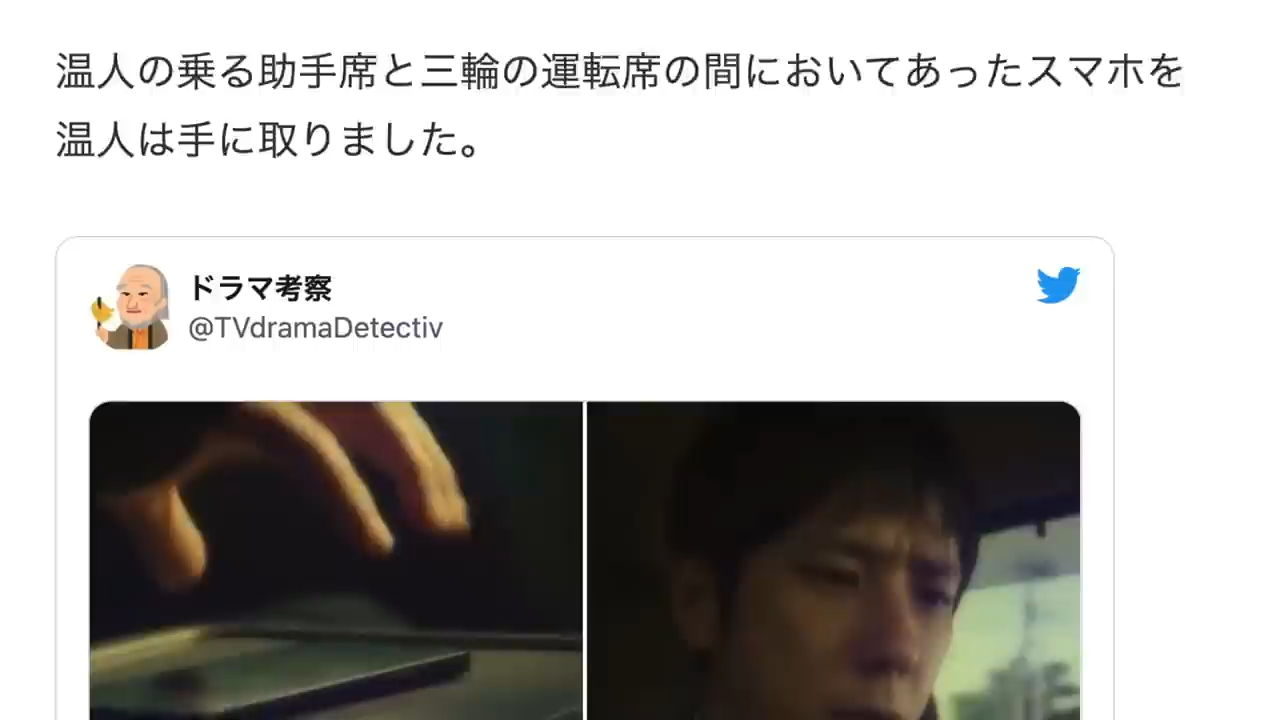 温人の乗る助手席と三輪の運転席の間においてあったスマホを
温人は手に取りました。
ドラマ考察
@TVdramaDetectiv